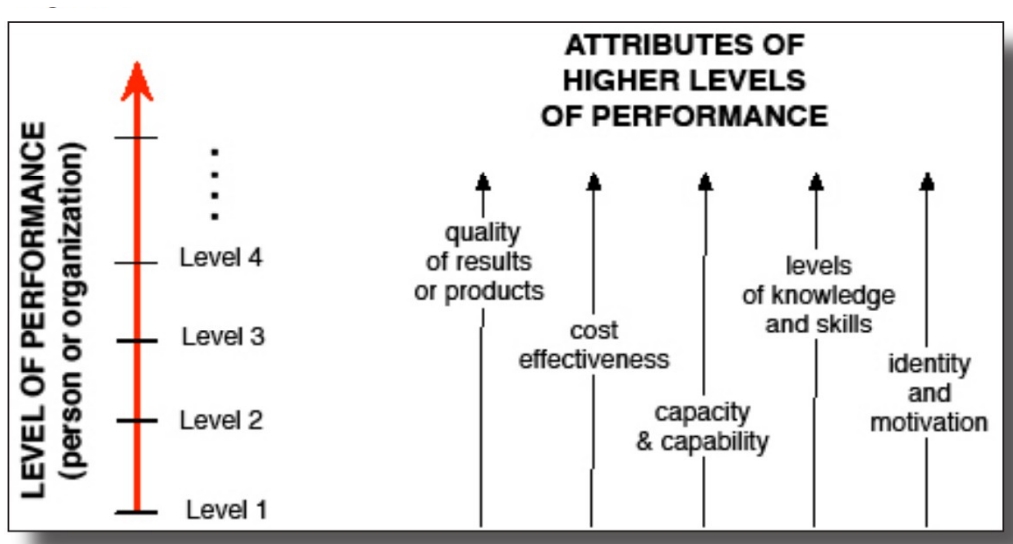 ATTRIBUTES OF
HIGHER LEVELS
OF PERFORMANCE
LEVEL OF PERFORMANCE
(person or organization)
Level 4
Level 3
Level 2
Level 1
quality
of results
or products
cost
effectiveness
capacity
& capability
levels
of knowledge
and skills
identity
and
motivation